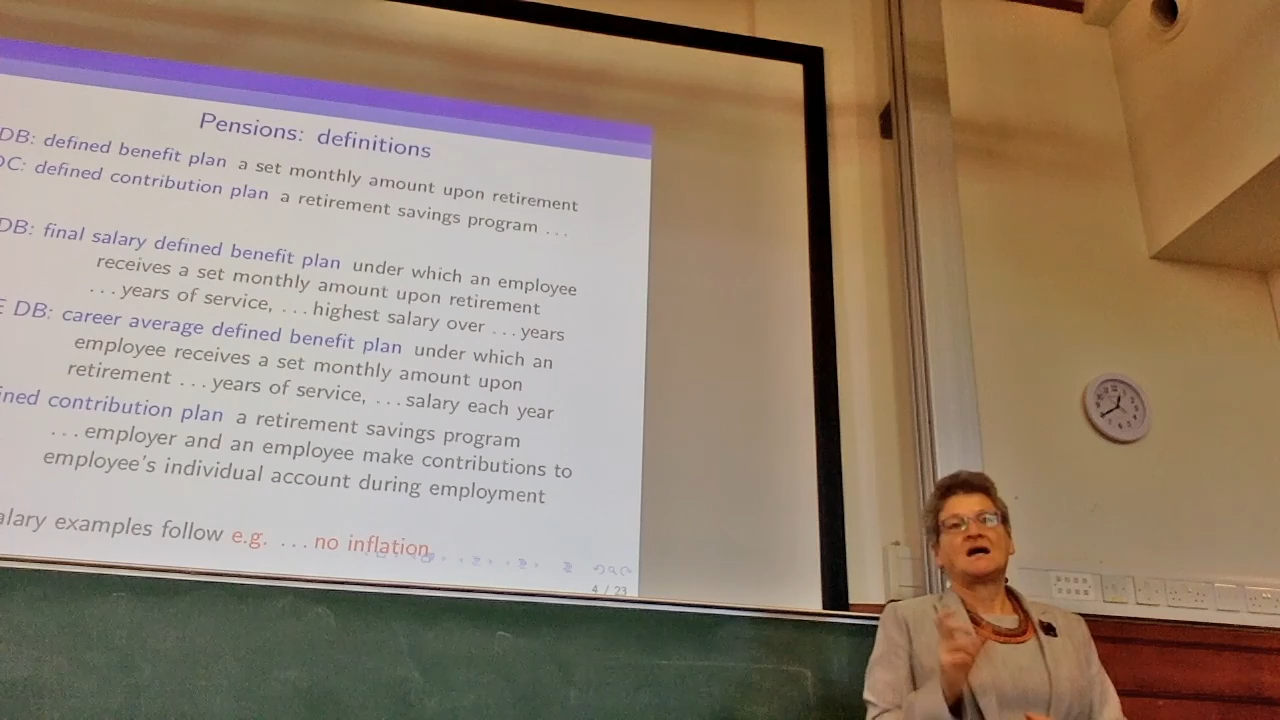 Pensions: definitions
DB: defined benefit plan a set monthly amount upon retirement
DC: defined contribution plan a retirement savings program ...
DB: final salary defined benefit plan under which an employee
receives a set monthly amount upon retirement
...years of service, ...highest salary over ...years
E DB: career average defined benefit plan under which an
employee receives a set monthly amount upon
retirement ...years of service, ...salary each year
ined contribution plan a retirement savings program
...employer and an employee make contributions to
employee's individual account during employment
alary examples follow e.g. ...no inflation
4 / 23